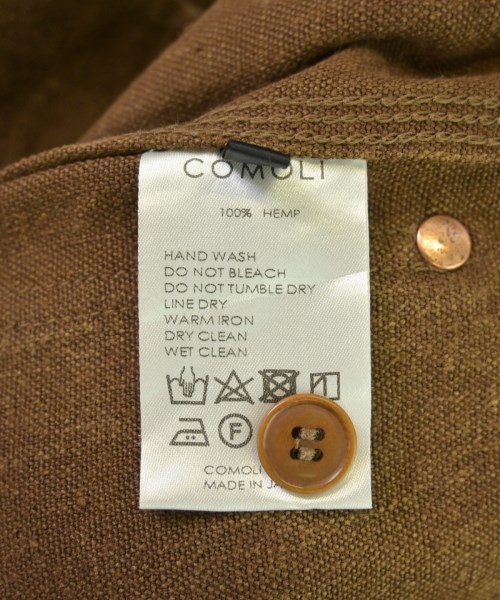 COMOLI
100% HEMP
HAND WASH
DO NOT BLEACH
DO NOT TUMBLE DRY
LINE DRY
WARM IRON
DRY CLEAN
WET CLEAN
F
COMOLI
MADE IN